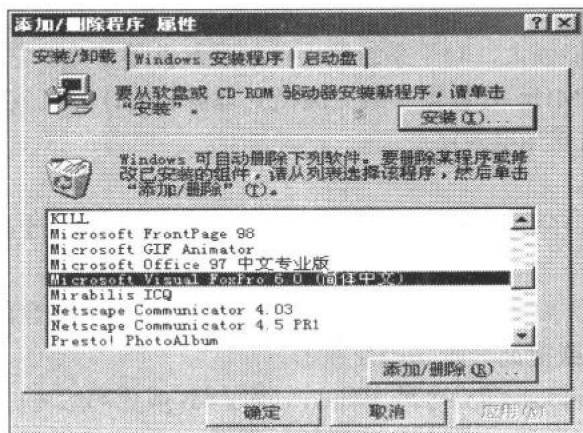 添加/删除程序 属性
安装/卸载 Windows 安装程序 启动盘
要从软盘或 CD-ROM 驱动器安装新程序，请单击
“安装”。
安装(I)...
Windows 可自动删除下列软件。要删除某程序或修
改已安装的组件，请从列表选择该程序，然后单击
“添加/删除”(I)。
KILL
Microsoft FrontPage 98
Microsoft GIF Animator
Microsoft Office 97 中文专业版
Microsoft Visual FoxPro 6.0 (简体中文)
Mirabilis ICQ
Netscape Communicator 4.03
Netscape Communicator 4.5 PR1
Presto! PhotoAlbum
添加/删除(R)...
确定 取消 应用(A)